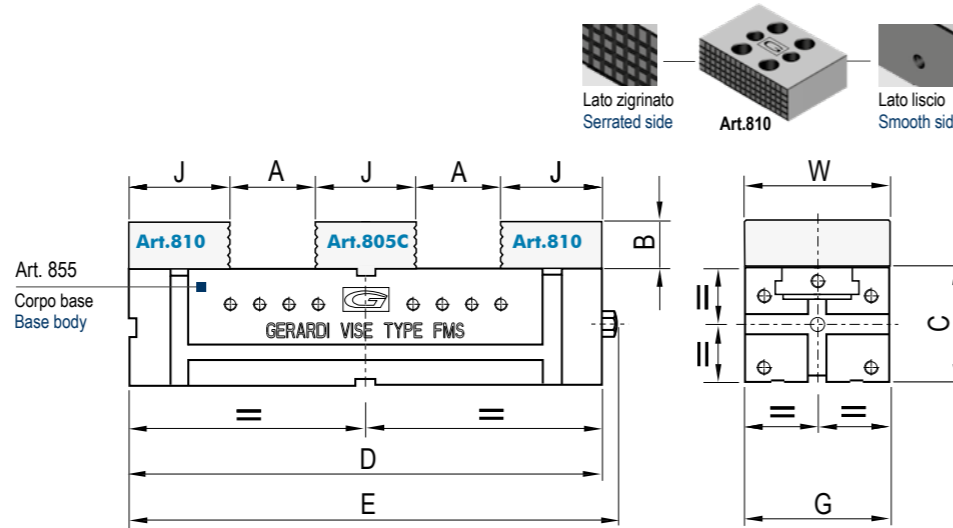 Lato zigrinato
Serrated side
Art.810
Lato liscio
Smooth sid
J A J A J
W
Art.810 Art.805C Art.810
B
Art. 855
Corpo base
Base body
G
GERARDI VISE TYPE FMS
C
= =
= =
= =
D
G
E